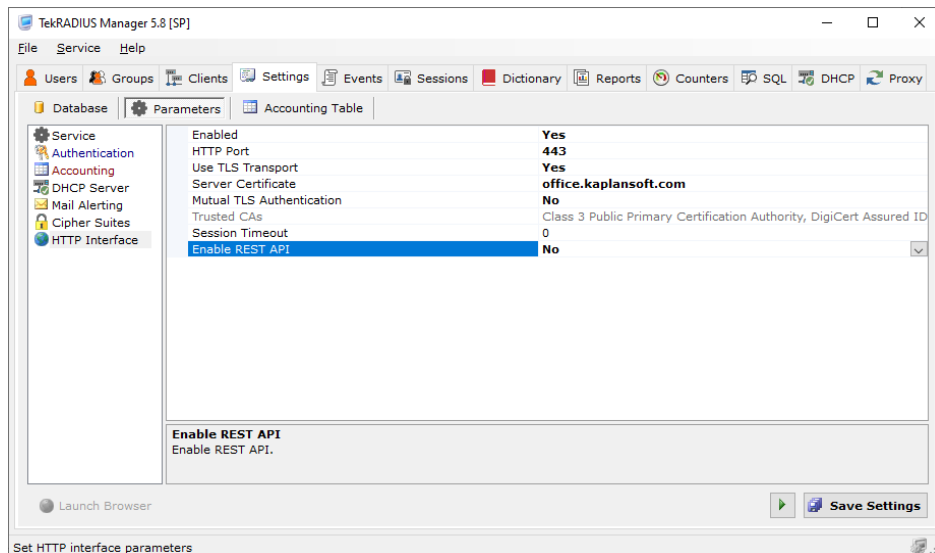 TekRADIUS Manager 5.8 [SP]
File Service Help
Users Groups Clients Settings Events Sessions Dictionary Reports Counters SQL DHCP Proxy
Database Parameters Accounting Table
Service
Authentication
Accounting
DHCP Server
Mail Alerting
Cipher Suites
HTTP Interface
Enabled Yes
HTTP Port 443
Use TLS Transport Yes
Server Certificate office.kaplansoft.com
Mutual TLS Authentication No
Trusted CAs Class 3 Public Primary Certification Authority, DigiCert Assured ID
Session Timeout 0
Enable REST API No
Enable REST API
Enable REST API.
Launch Browser Save Settings
Set HTTP interface parameters